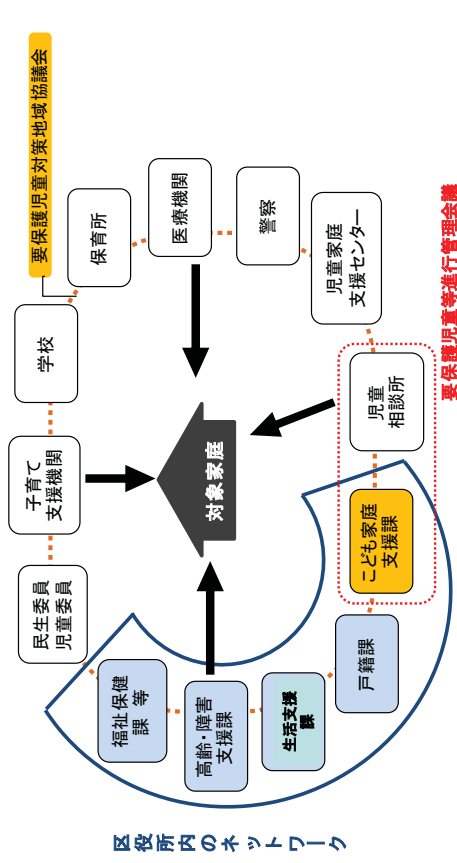 要保護児童対策地域協議会
学校
保育所
医療機関
警察
児童家庭
支援センター
児童
相談所
こども家庭
支援課
戸籍課
生活支援
課
高齢・障害
支援課
福祉保健
課 等
民生委員
児童委員
子育て
支援機関
対象家庭
要保護児童等進行管理会議
区役所内のネットワーク